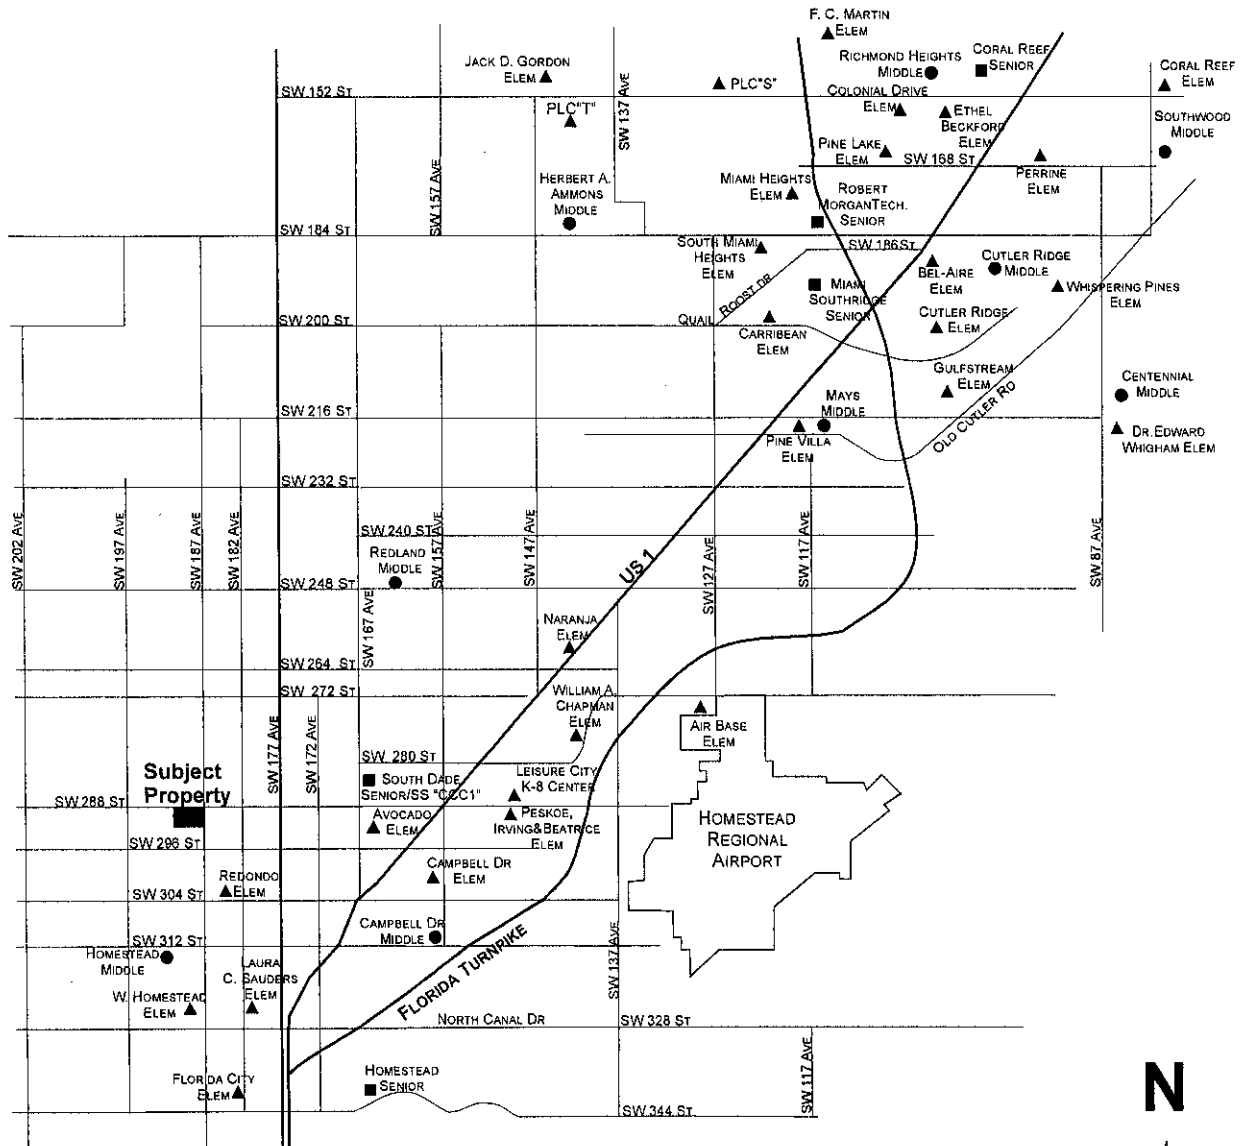 F. C. MARTIN
ELEM
JACK D. GORDON
ELEM
SW 137 AVE
PLC"S"
RICHMOND HEIGHTS
MIDDLE
CORAL REEF
SENIOR
CORAL REEF
ELEM
SW 152 ST
PLC"T"
COLONIAL DRIVE
ELEM
ETHEL
BECKFORD
ELEM
SOUTHWOOD
MIDDLE
PINE LAKE
ELEM
SW 168 ST
PERRINE
ELEM
SW 157 AVE
HERBERT A.
AMMONS
MIDDLE
MIAMI HEIGHTS
ELEM
ROBERT
MORGANTECH.
SENIOR
SW 184 ST
SOUTH MIAMI
HEIGHTS
ELEM
SW 186ST
BEL-AIRE
ELEM
CUTLER RIDGE
MIDDLE
WHISPERING PINES
ELEM
QUAIL
ROOST DR
MIAMI
SOUTHRIDGE
SENIOR
SW 200 ST
CARRIBEAN
ELEM
CUTLER RIDGE
ELEM
GULFSTREAM
ELEM
CENTENNIAL
MIDDLE
SW 216 ST
MAYS
MIDDLE
PINE VILLA
ELEM
OLD CUTLER RD
DR.EDWARD
WHIGHAM ELEM
SW 232 ST
SW 202 AVE
SW 197 AVE
SW 187 AVE
SW 182 AVE
SW 240 ST
SW 157 AVE
SW 147 AVE
US 1
SW 127 AVE
SW 117 AVE
SW 87 AVE
REDLAND
MIDDLE
SW 248 ST
SW 167 AVE
NARANJA
ELEM
SW 264 ST
SW 272 ST
WILLIAM A.
CHAPMAN
ELEM
AIR BASE
ELEM
SW 177 AVE
SW 172 AVE
SW 280 ST
Subject
Property
SOUTH DADE
SENIOR/SS "CCC1"
LEISURE CITY
K-8 CENTER
SW 288 ST
AVOCADO
ELEM
PESKOE,
IRVING&BEATRICE
ELEM
HOMESTEAD
REGIONAL
AIRPORT
SW 296 ST
REDONDO
ELEM
CAMPBELL DR
ELEM
SW 304 ST
CAMPBELL DR
MIDDLE
SW 312 ST
FLORIDA TURNPIKE
SW 137 AVE
HOMESTEAD
MIDDLE
LAURA
C. SAUDERS
ELEM
W. HOMESTEAD
ELEM
NORTH CANAL DR
SW 328 ST
SW 117 AVE
FLORIDA CITY
ELEM
HOMESTEAD
SENIOR
SW 344 ST
N